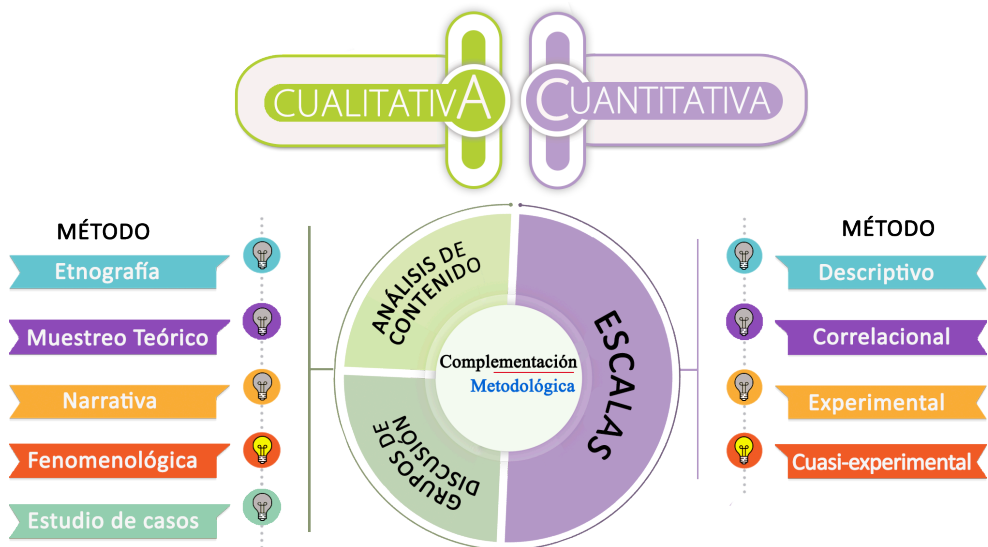 CUALITATIVA
CUANTITATIVA
MÉTODO
Etnografía
Muestreo Teórico
Narrativa
Fenomenológica
Estudio de casos
ANÁLISIS DE
CONTENIDO
GRUPOS DE
DISCUSIÓN
ESCALAS
Complementación
Metodológica
MÉTODO
Descriptivo
Correlacional
Experimental
Cuasi-experimental